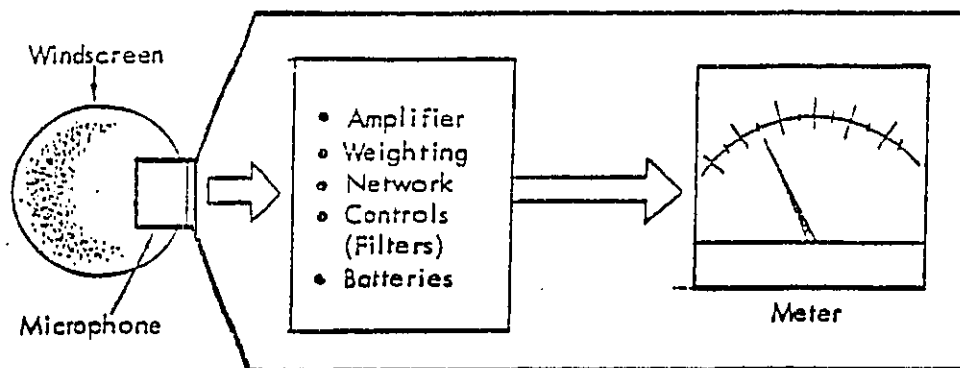 Windscreen
Microphone
• Amplifier
• Weighting
• Network
• Controls
(Filters)
• Batteries
Meter